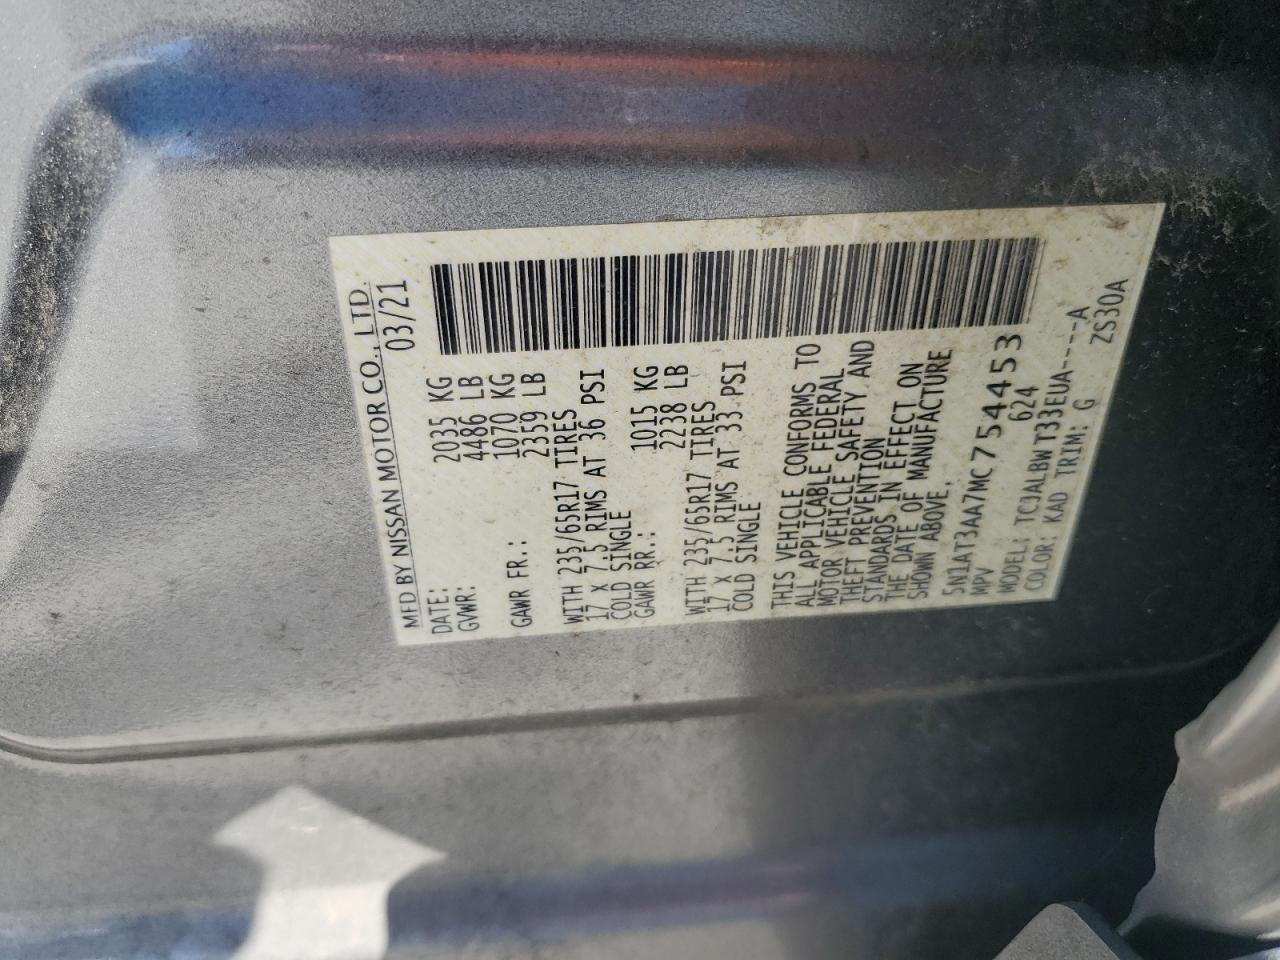 MFD BY NISSAN MOTOR CO., LTD.
DATE: 03/21
GVWR: 2035 KG
4486 LB
GAWR FR.: 1070 KG
2359 LB
WITH 235/65R17 TIRES
17 X 7.5 RIMS AT 36 PSI
COLD SINGLE
GAWR RR.: 1015 KG
2238 LB
WITH 235/65R17 TIRES
17 X 7.5 RIMS AT 33 PSI
COLD SINGLE
THIS VEHICLE CONFORMS TO
ALL APPLICABLE FEDERAL
MOTOR VEHICLE SAFETY AND
THEFT PREVENTION
STANDARDS IN EFFECT ON
THE DATE OF MANUFACTURE
SHOWN ABOVE.
5N1AT3AA7MC754453
MPV 624
MODEL: TCJALBWT33EUA----A
COLOR: KAD TRIM: G ZS30A